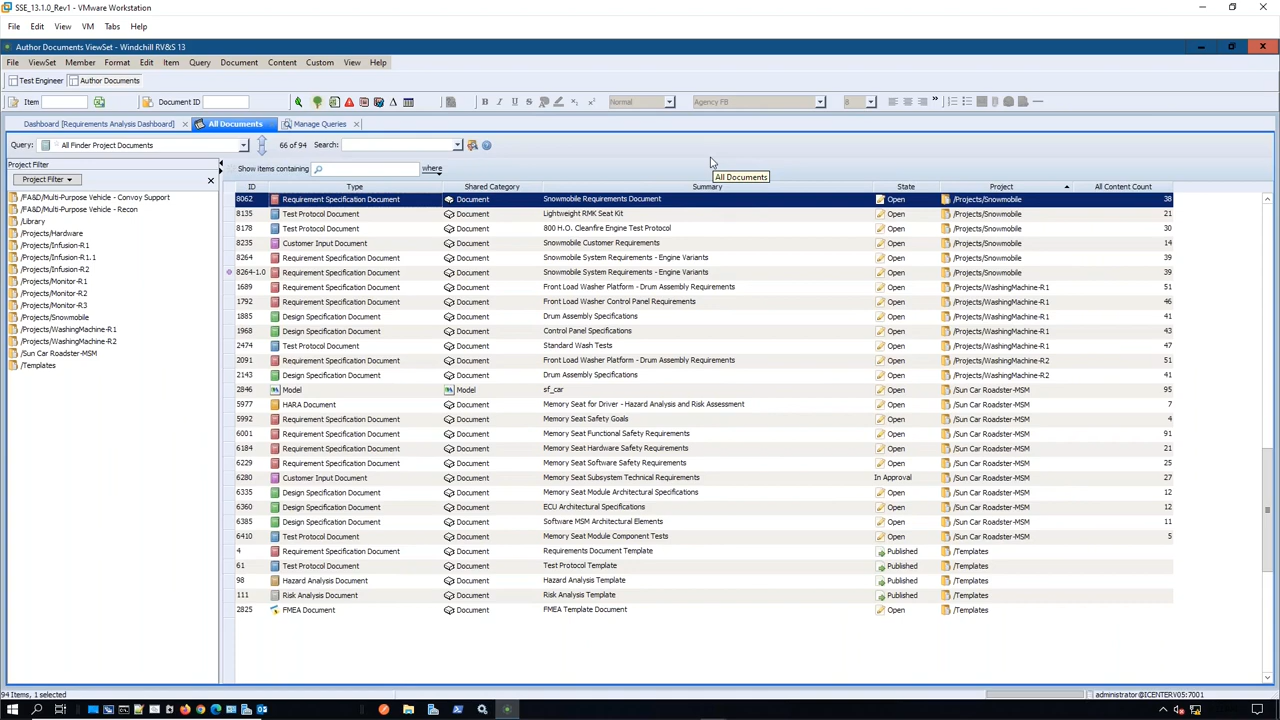 SSE_13.1.0_Rev1 - VMware Workstation
File Edit View VM Tabs Help
Author Documents ViewSet - Windchill RV&S 13
File ViewSet Member Format Edit Item Query Document Content Custom View Help
Test Engineer Author Documents
Item Document ID B I U S Normal Agency FB 8
Dashboard [Requirements Analysis Dashboard] All Documents Manage Queries
Query: All Finder Project Documents 66 of 94 Search:
Project Filter
Show items containing where
Project Filter
All Documents
ID Type Shared Category Summary State Project All Content Count
/FA&D/Multi-Purpose Vehicle - Convoy Support
/FA&D/Multi-Purpose Vehicle - Recon
/Library
/Projects/Hardware
/Projects/Infusion-R1
/Projects/Infusion-R1.1
/Projects/Infusion-R2
/Projects/Monitor-R1
/Projects/Monitor-R2
/Projects/Monitor-R3
/Projects/Snowmobile
/Projects/WashingMachine-R1
/Projects/WashingMachine-R2
/Sun Car Roadster-MSM
/Templates
8062 Requirement Specification Document Document Snowmobile Requirements Document Open /Projects/Snowmobile 38
8135 Test Protocol Document Document Lightweight RMK Seat Kit Open /Projects/Snowmobile 21
8178 Test Protocol Document Document 800 H.O. Cleanfire Engine Test Protocol Open /Projects/Snowmobile 30
8235 Customer Input Document Document Snowmobile Customer Requirements Open /Projects/Snowmobile 14
8264 Requirement Specification Document Document Snowmobile System Requirements - Engine Variants Open /Projects/Snowmobile 39
8264-1.0 Requirement Specification Document Document Snowmobile System Requirements - Engine Variants Open /Projects/Snowmobile 39
1689 Requirement Specification Document Document Front Load Washer Platform - Drum Assembly Requirements Open /Projects/WashingMachine-R1 51
1792 Requirement Specification Document Document Front Load Washer Control Panel Requirements Open /Projects/WashingMachine-R1 46
1885 Design Specification Document Document Drum Assembly Specifications Open /Projects/WashingMachine-R1 41
1968 Design Specification Document Document Control Panel Specifications Open /Projects/WashingMachine-R1 43
2474 Test Protocol Document Document Standard Wash Tests Open /Projects/WashingMachine-R1 47
2091 Requirement Specification Document Document Front Load Washer Platform - Drum Assembly Requirements Open /Projects/WashingMachine-R2 51
2143 Design Specification Document Document Drum Assembly Specifications Open /Projects/WashingMachine-R2 41
2846 Model Model sf_car Open /Sun Car Roadster-MSM 95
5977 HARA Document Document Memory Seat for Driver - Hazard Analysis and Risk Assessment Open /Sun Car Roadster-MSM 7
5992 Requirement Specification Document Document Memory Seat Safety Goals Open /Sun Car Roadster-MSM 4
6001 Requirement Specification Document Document Memory Seat Functional Safety Requirements Open /Sun Car Roadster-MSM 91
6184 Requirement Specification Document Document Memory Seat Hardware Safety Requirements Open /Sun Car Roadster-MSM 21
6229 Requirement Specification Document Document Memory Seat Software Safety Requirements Open /Sun Car Roadster-MSM 25
6280 Customer Input Document Document Memory Seat Subsystem Technical Requirements In Approval /Sun Car Roadster-MSM 27
6335 Design Specification Document Document Memory Seat Module Architectural Specifications Open /Sun Car Roadster-MSM 12
6360 Design Specification Document Document ECU Architectural Specifications Open /Sun Car Roadster-MSM 12
6385 Design Specification Document Document Software MSM Architectural Elements Open /Sun Car Roadster-MSM 11
6410 Test Protocol Document Document Memory Seat Module Component Tests Open /Sun Car Roadster-MSM 5
4 Requirement Specification Document Document Requirements Document Template Published /Templates
61 Test Protocol Document Document Test Protocol Template Published /Templates
98 Hazard Analysis Document Document Hazard Analysis Template Published /Templates
111 Risk Analysis Document Document Risk Analysis Template Published /Templates
2825 FMEA Document Document FMEA Template Document Open /Templates
94 Items, 1 selected administrator@ICENTERV05:7001